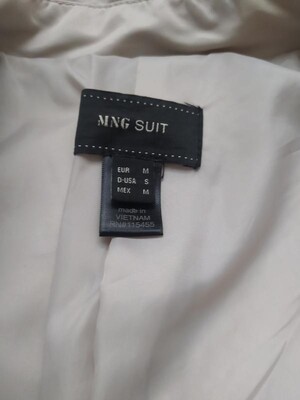 MNG SUIT
EUR M
D-USA S
MEX M
made in
VIETNAM